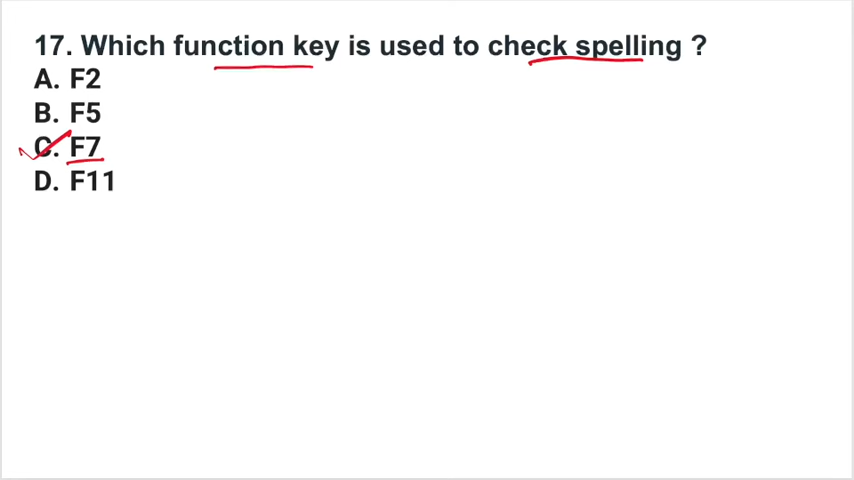 17. Which function key is used to check spelling ?
A. F2
B. F5
C. F7
D. F11